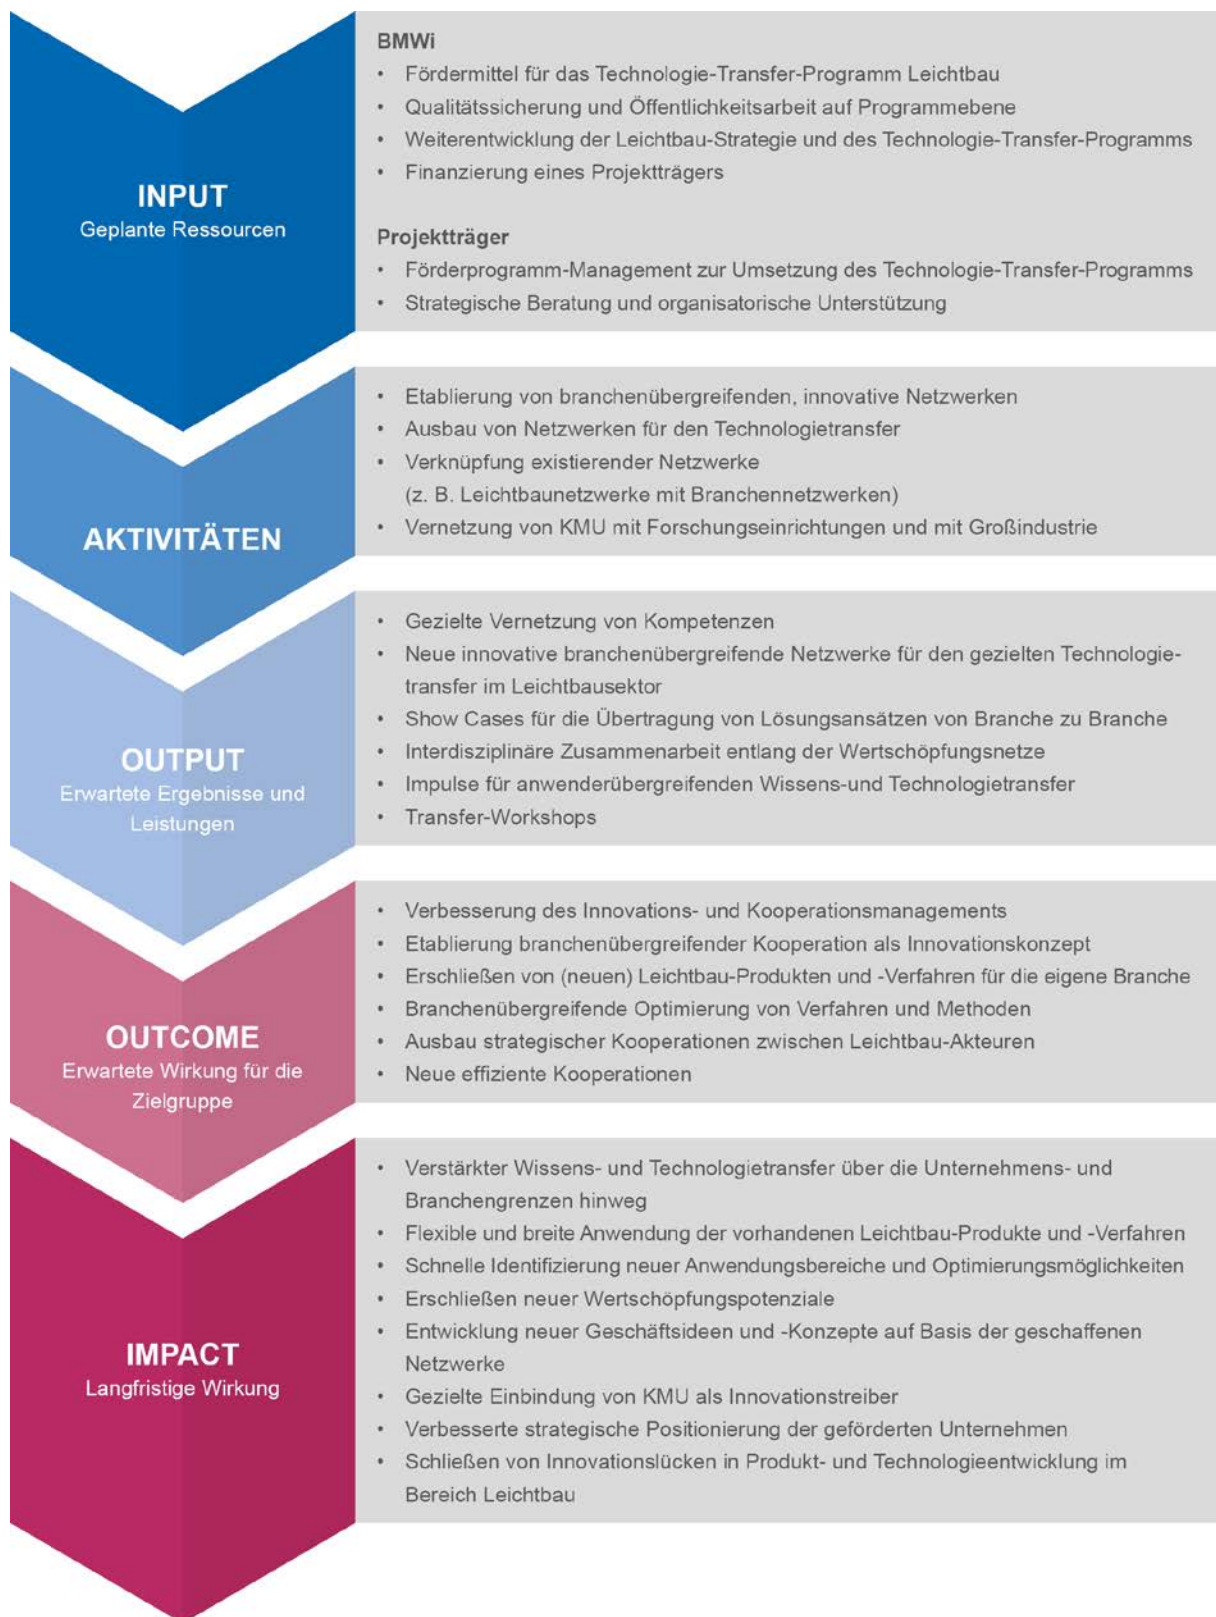 BMWi
• Fördermittel für das Technologie-Transfer-Programm Leichtbau
• Qualitätssicherung und Öffentlichkeitsarbeit auf Programmebene
• Weiterentwicklung der Leichtbau-Strategie und des Technologie-Transfer-Programms
• Finanzierung eines Projektträgers
INPUT
Geplante Ressourcen
Projektträger
• Förderprogramm-Management zur Umsetzung des Technologie-Transfer-Programms
• Strategische Beratung und organisatorische Unterstützung
AKTIVITÄTEN
• Etablierung von branchenübergreifenden, innovative Netzwerken
• Ausbau von Netzwerken für den Technologietransfer
• Verknüpfung existierender Netzwerke
(z. B. Leichtbaunetzwerke mit Branchennetzwerken)
• Vernetzung von KMU mit Forschungseinrichtungen und mit Großindustrie
OUTPUT
Erwartete Ergebnisse und
Leistungen
• Gezielte Vernetzung von Kompetenzen
• Neue innovative branchenübergreifende Netzwerke für den gezielten Technologie-
transfer im Leichtbausektor
• Show Cases für die Übertragung von Lösungsansätzen von Branche zu Branche
• Interdisziplinäre Zusammenarbeit entlang der Wertschöpfungsnetze
• Impulse für anwenderübergreifenden Wissens-und Technologietransfer
• Transfer-Workshops
OUTCOME
Erwartete Wirkung für die
Zielgruppe
• Verbesserung des Innovations- und Kooperationsmanagements
• Etablierung branchenübergreifender Kooperation als Innovationskonzept
• Erschließen von (neuen) Leichtbau-Produkten und -Verfahren für die eigene Branche
• Branchenübergreifende Optimierung von Verfahren und Methoden
• Ausbau strategischer Kooperationen zwischen Leichtbau-Akteuren
• Neue effiziente Kooperationen
IMPACT
Langfristige Wirkung
• Verstärkter Wissens- und Technologietransfer über die Unternehmens- und
Branchengrenzen hinweg
• Flexible und breite Anwendung der vorhandenen Leichtbau-Produkte und -Verfahren
• Schnelle Identifizierung neuer Anwendungsbereiche und Optimierungsmöglichkeiten
• Erschließen neuer Wertschöpfungspotenziale
• Entwicklung neuer Geschäftsideen und -Konzepte auf Basis der geschaffenen
Netzwerke
• Gezielte Einbindung von KMU als Innovationstreiber
• Verbesserte strategische Positionierung der geförderten Unternehmen
• Schließen von Innovationslücken in Produkt- und Technologieentwicklung im
Bereich Leichtbau